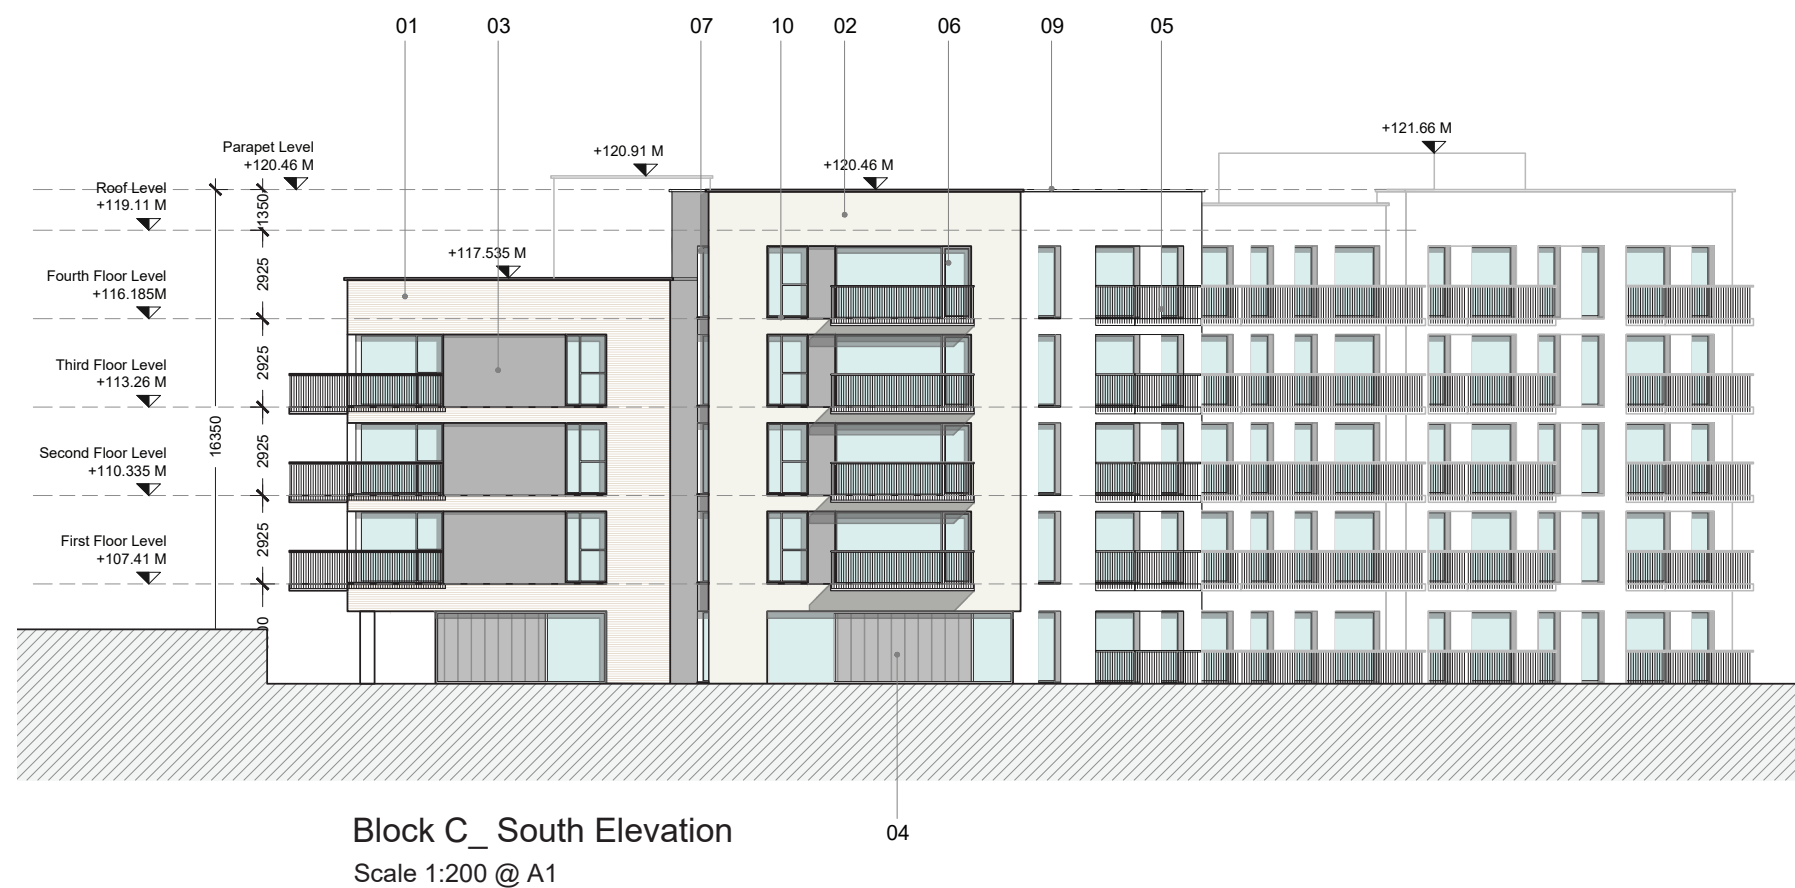 01 03 07 10 02 06 09 05
+121.66 M
Parapet Level
+120.46 M
+120.91 M
+120.46 M
Roof Level
+119.11 M
1350
+117.535 M
Fourth Floor Level
+116.185M
2925
Third Floor Level
+113.26 M
2925
16350
Second Floor Level
+110.335 M
2925
First Floor Level
+107.41 M
2925
04
Block C_ South Elevation
Scale 1:200 @ A1